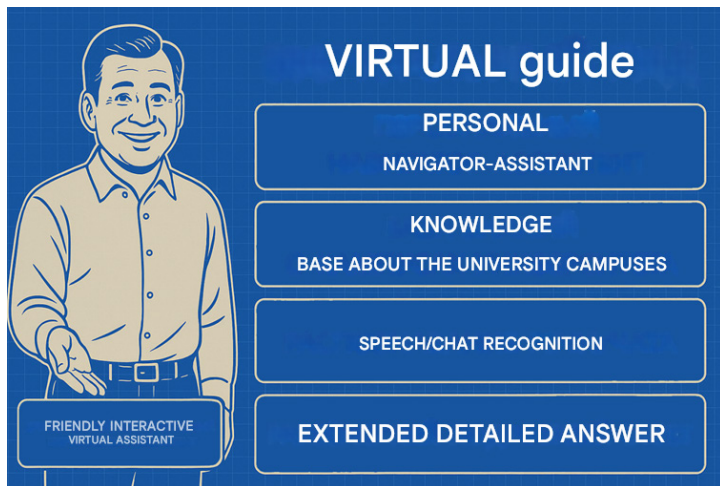 VIRTUAL guide
PERSONAL
NAVIGATOR-ASSISTANT
KNOWLEDGE
BASE ABOUT THE UNIVERSITY CAMPUSES
SPEECH/CHAT RECOGNITION
EXTENDED DETAILED ANSWER
FRIENDLY INTERACTIVE
VIRTUAL ASSISTANT